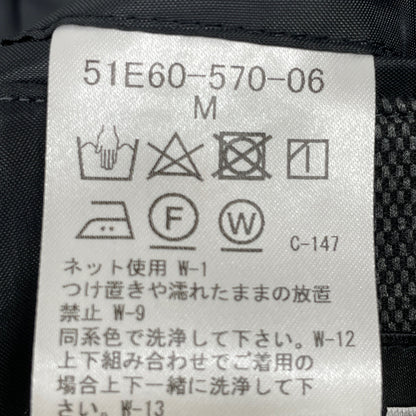 51E60-570-06
M
F
W
C-147
ネット使用 W-1
つけ置きや濡れたままの放置
禁止 W-9
同系色で洗浄して下さい。W-12
上下組み合わせでご着用の
場合上下一緒に洗浄して下
さい。W-13